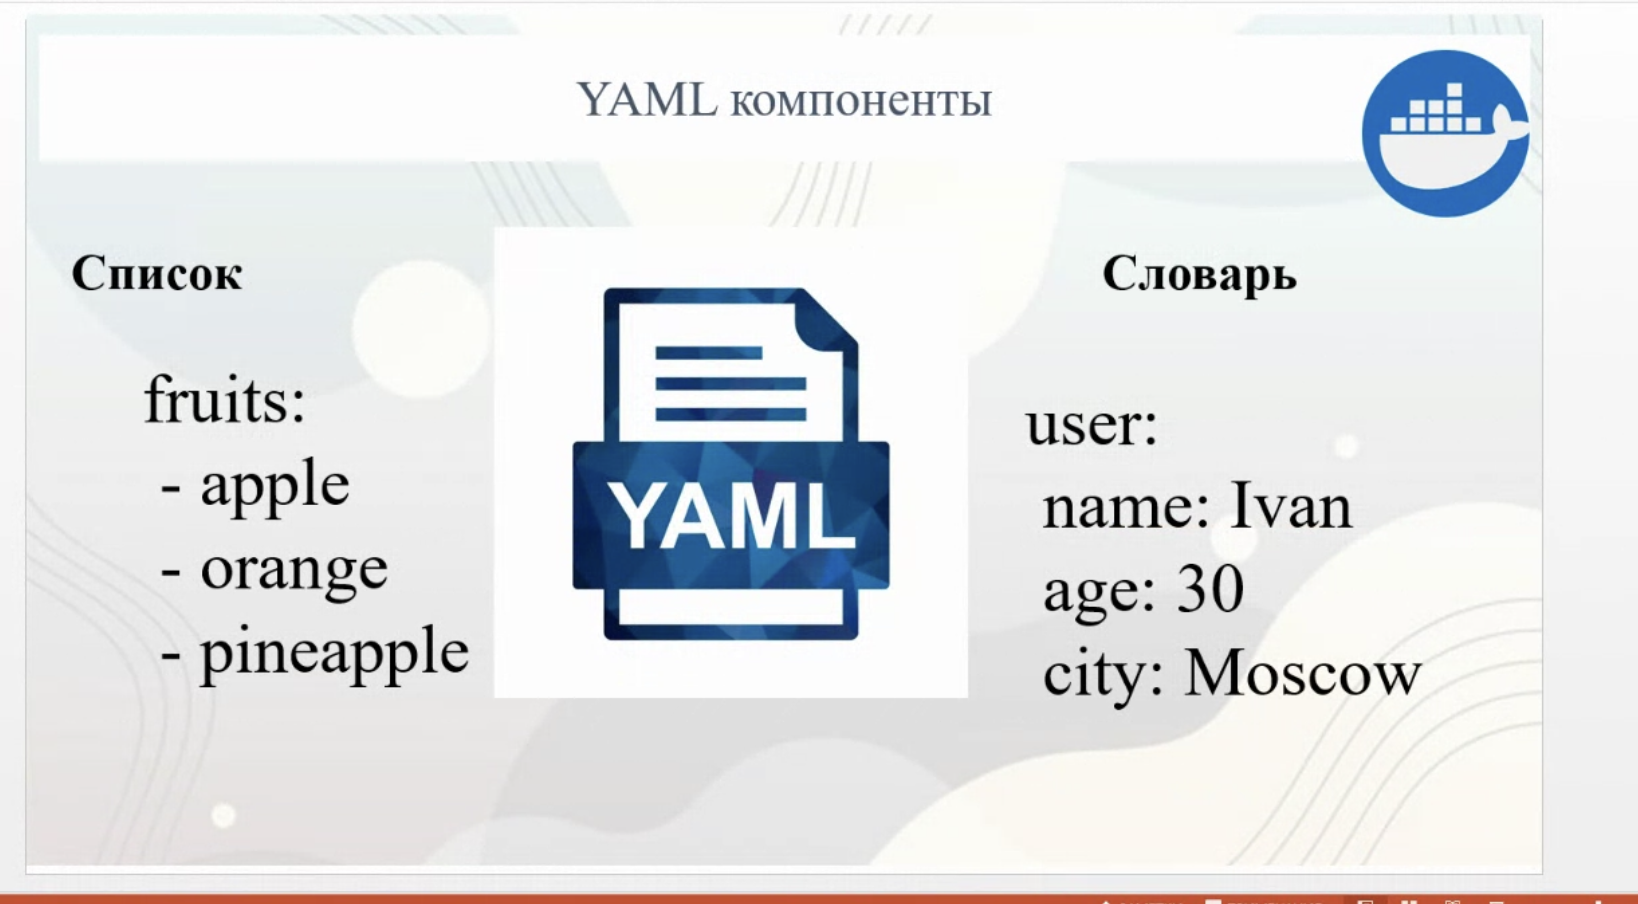 YAML компоненты
Список
fruits:
- apple
- orange
- pineapple
YAML
Словарь
user:
name: Ivan
age: 30
city: Moscow